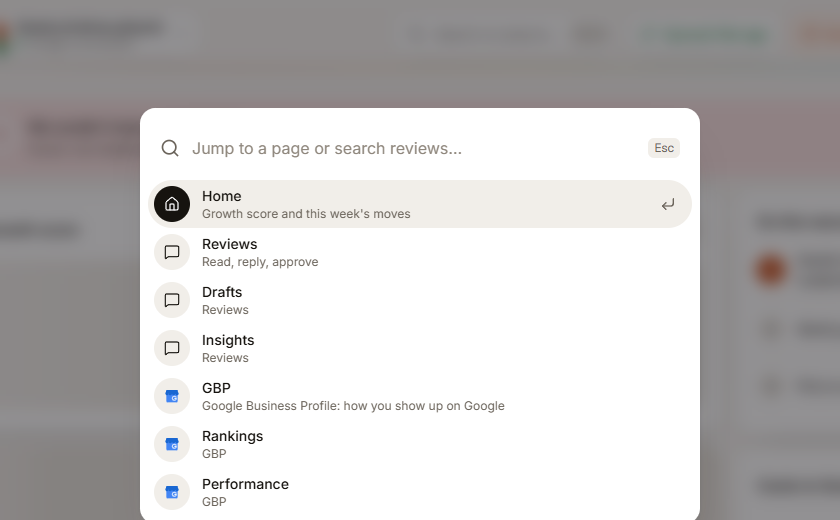 Jump to a page or search reviews...
Esc
Home
Growth score and this week's moves
Reviews
Read, reply, approve
Drafts
Reviews
Insights
Reviews
GBP
Google Business Profile: how you show up on Google
Rankings
GBP
Performance
GBP